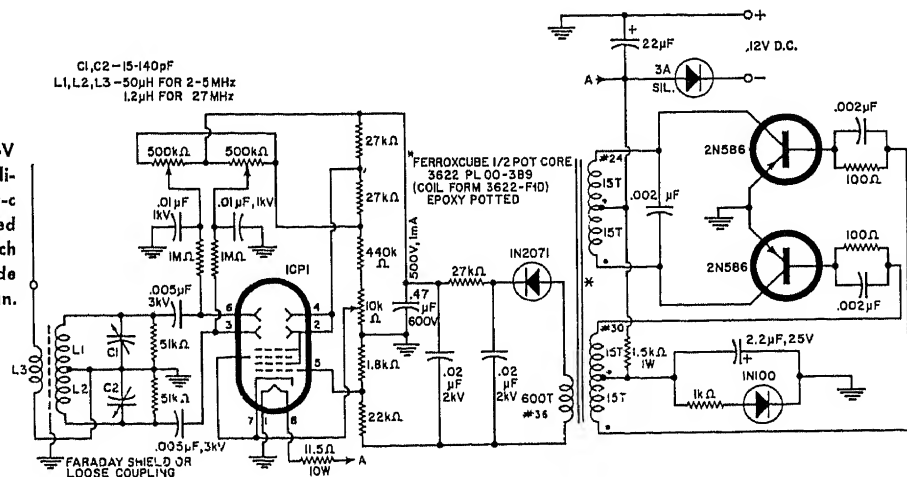 C1,C2–15-140pF
L1,L2,L3–50µH FOR 2-5MHz
1.2µH FOR 27MHz
V
di-
-c
ed
ch
de
n.
500kΩ
500kΩ
.01µF
1kV
.01µF,1kV
1MΩ
1MΩ
.005µF
3kV
L3
L1
L2
C1
C2
51kΩ
51kΩ
.005µF,3kV
FARADAY SHIELD OR
LOOSE COUPLING
1CP1
6
3
4
2
5
7
1
8
11.5Ω
10W
A
27kΩ
27kΩ
440k
Ω
10k
Ω
1.8kΩ
22kΩ
*
500V,1mA
.47
µF
600V
FERROXCUBE 1/2 POT CORE
3622 PL 00-3B9
(COIL FORM 3622-F1D)
EPOXY POTTED
27kΩ
1N2071
.02
µF
2kV
.02
µF
2kV
600T
#36
*
+
22µF
+
12V D.C.
A
3A
SIL.
–
#24
15T
15T
.002
µF
2N586
.002µF
100Ω
2N586
100Ω
.002µF
#30
15T
15T
1.5kΩ
1W
2.2µF,25V
+
1kΩ
1N100